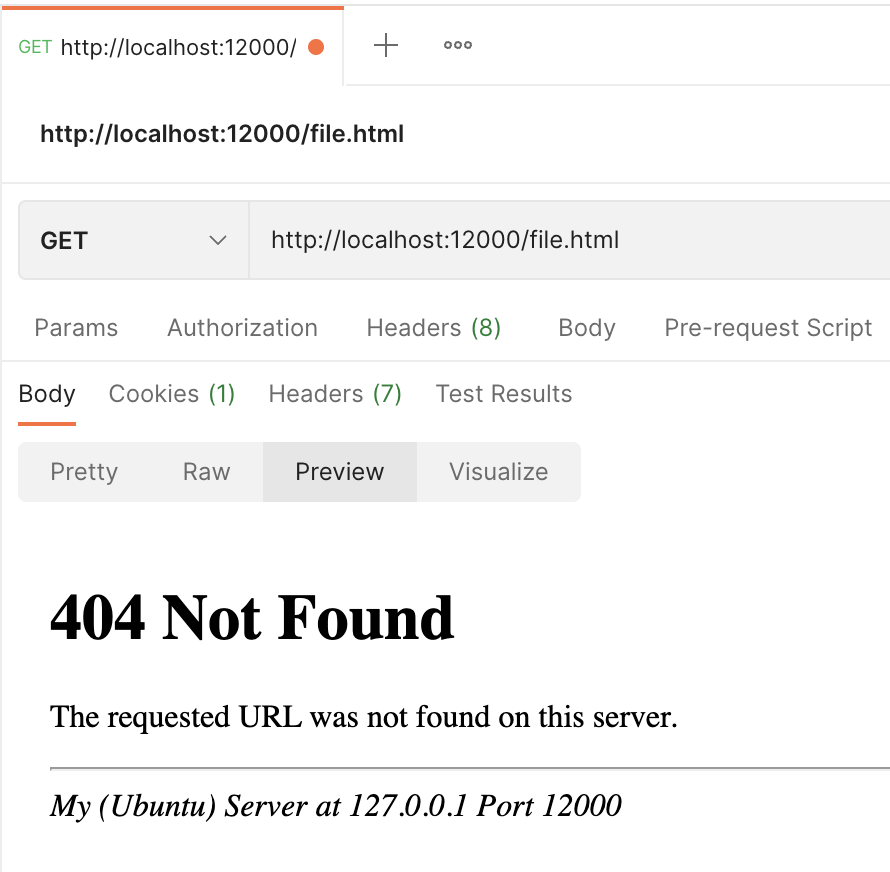 GET http://localhost:12000/
http://localhost:12000/file.html
GET http://localhost:12000/file.html
Params Authorization Headers (8) Body Pre-request Script
Body Cookies (1) Headers (7) Test Results
Pretty Raw Preview Visualize
404 Not Found
The requested URL was not found on this server.
My (Ubuntu) Server at 127.0.0.1 Port 12000